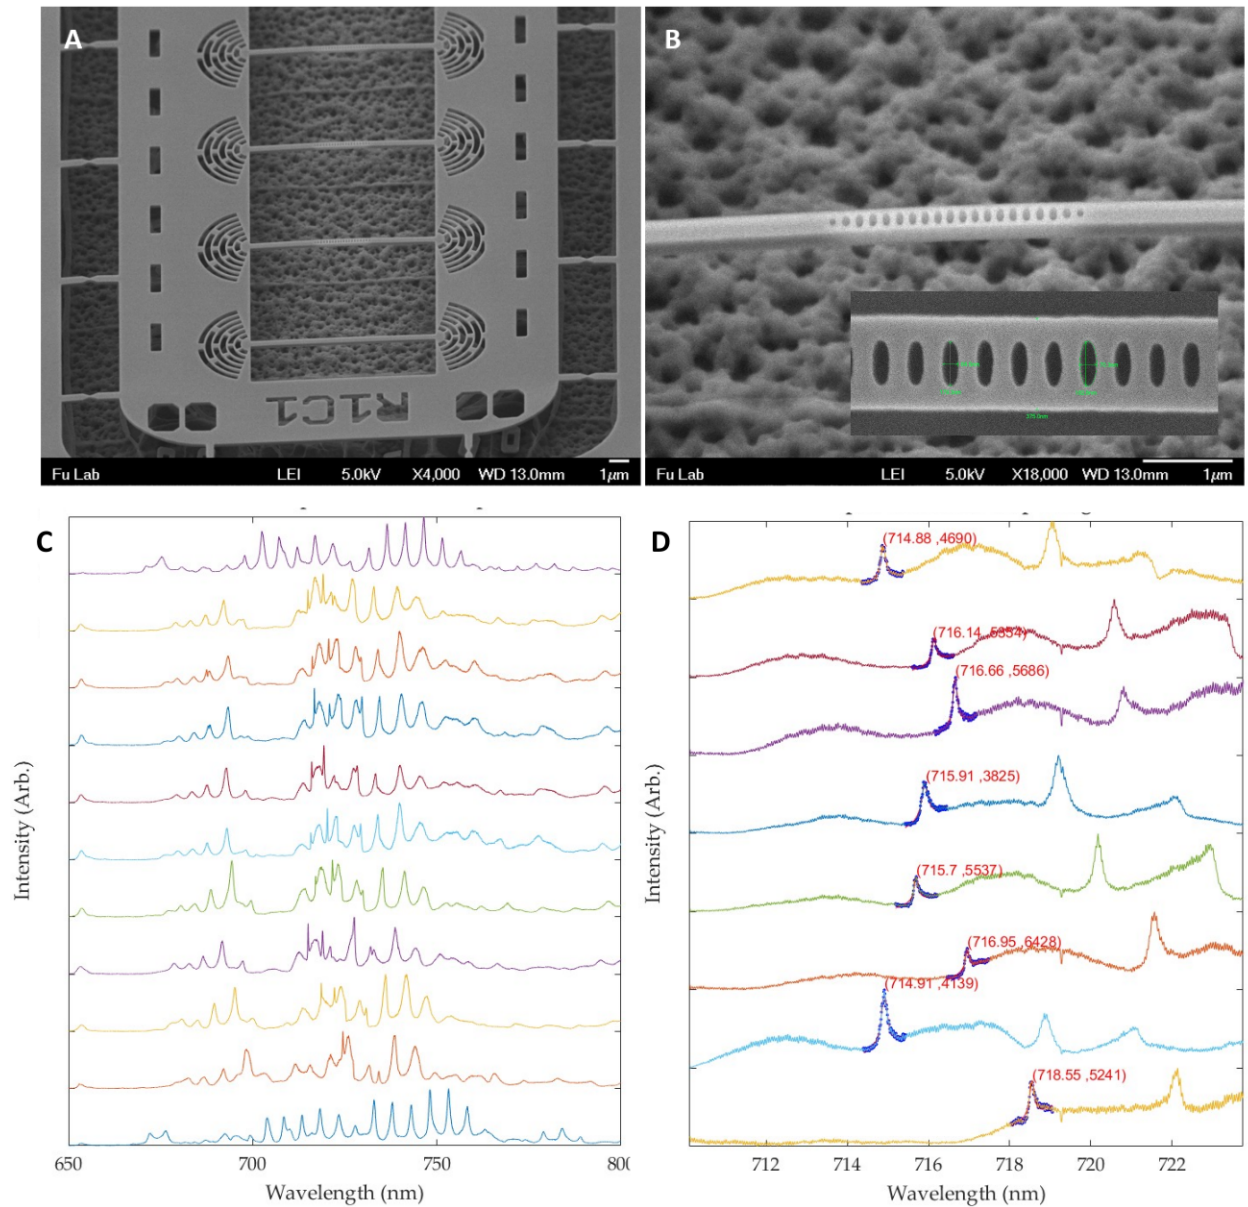 A
R1C1
Fu Lab LEI 5.0kV X4,000 WD 13.0mm 1μm
B
Fu Lab LEI 5.0kV X18,000 WD 13.0mm 1μm
C
Intensity (Arb.)
650 700 750 800
Wavelength (nm)
D
(714.88 ,4690)
(716.14 ,5354)
(716.66 ,5686)
(715.91 ,3825)
(715.7 ,5537)
(716.95 ,6428)
(714.91 ,4139)
(718.55 ,5241)
Intensity (Arb.)
712 714 716 718 720 722
Wavelength (nm)